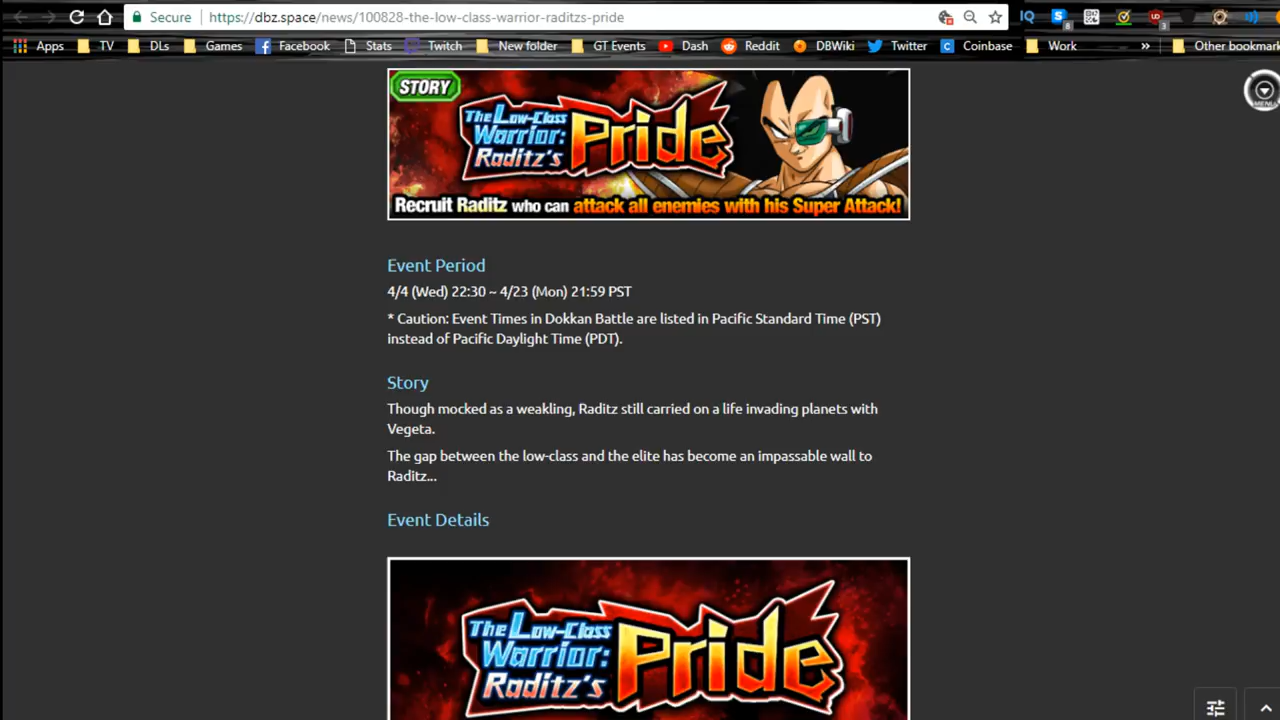 Secure https://dbz.space/news/100828-the-low-class-warrior-raditzs-pride
IQ 8 3
Apps TV DLs Games Facebook Stats Twitch New folder GT Events Dash Reddit DBWiki Twitter Coinbase Work » Other bookmark
STORY
The Low-Class
Warrior:
Raditz's
Pride
Recruit Raditz who can attack all enemies with his Super Attack!
MENU
Event Period
4/4 (Wed) 22:30 ~ 4/23 (Mon) 21:59 PST
* Caution: Event Times in Dokkan Battle are listed in Pacific Standard Time (PST)
instead of Pacific Daylight Time (PDT).
Story
Though mocked as a weakling, Raditz still carried on a life invading planets with
Vegeta.
The gap between the low-class and the elite has become an impassable wall to
Raditz...
Event Details
The Low-Class
Warrior:
Raditz's
Pride